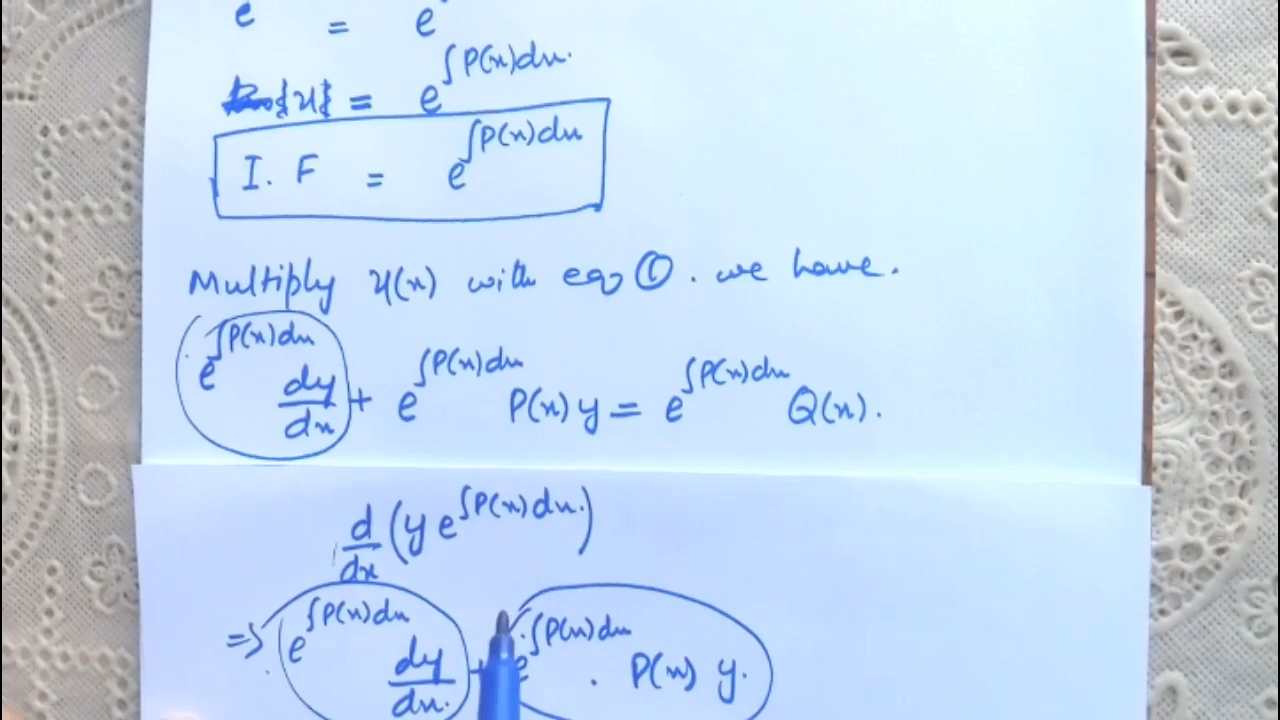 e = e
{u} = e^∫P(x)dx.
I. F = e^∫P(x)dx
Multiply u(x) with eq ①. we have.
e^∫P(x)dx dy/dx + e^∫P(x)dx P(x) y = e^∫P(x)dx Q(x).
d/dx (y e^∫P(x)dx.)
=> e^∫P(x)dx dy/dx. + e^∫P(x)dx . P(x) y.